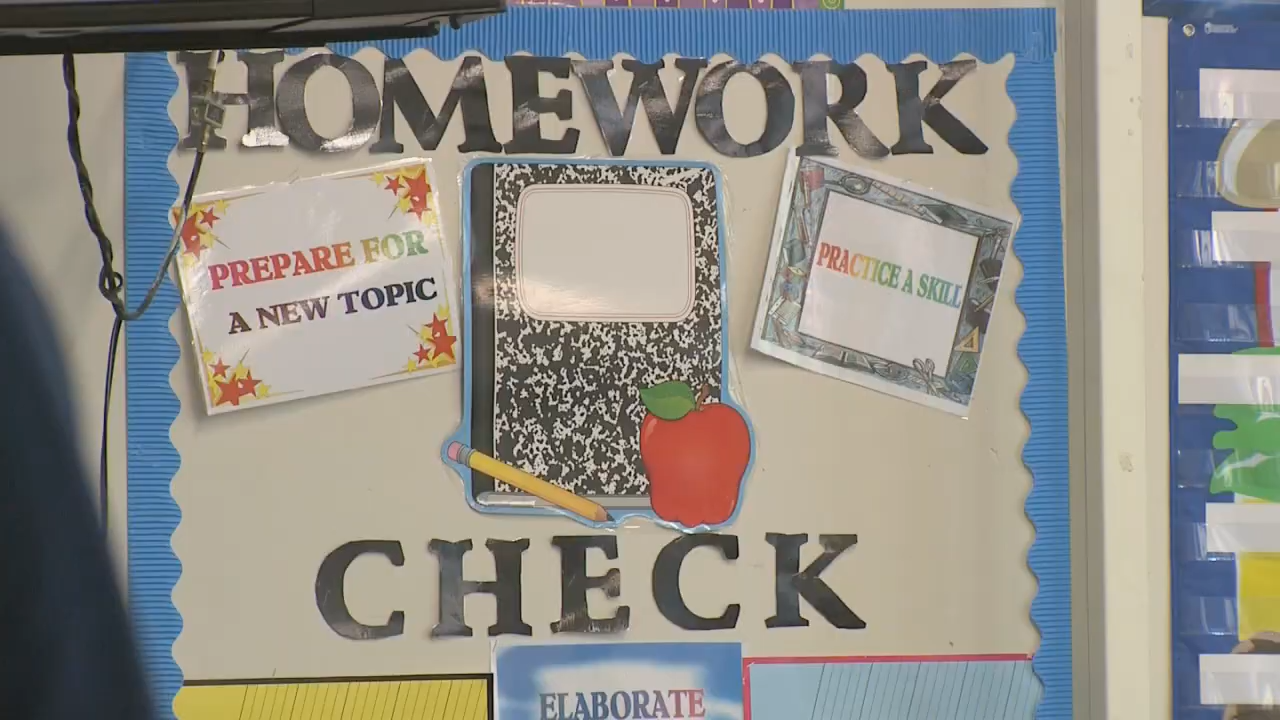 HOMEWORK
PREPARE FOR
A NEW TOPIC
PRACTICE A SKILL
CHECK
ELABORATE